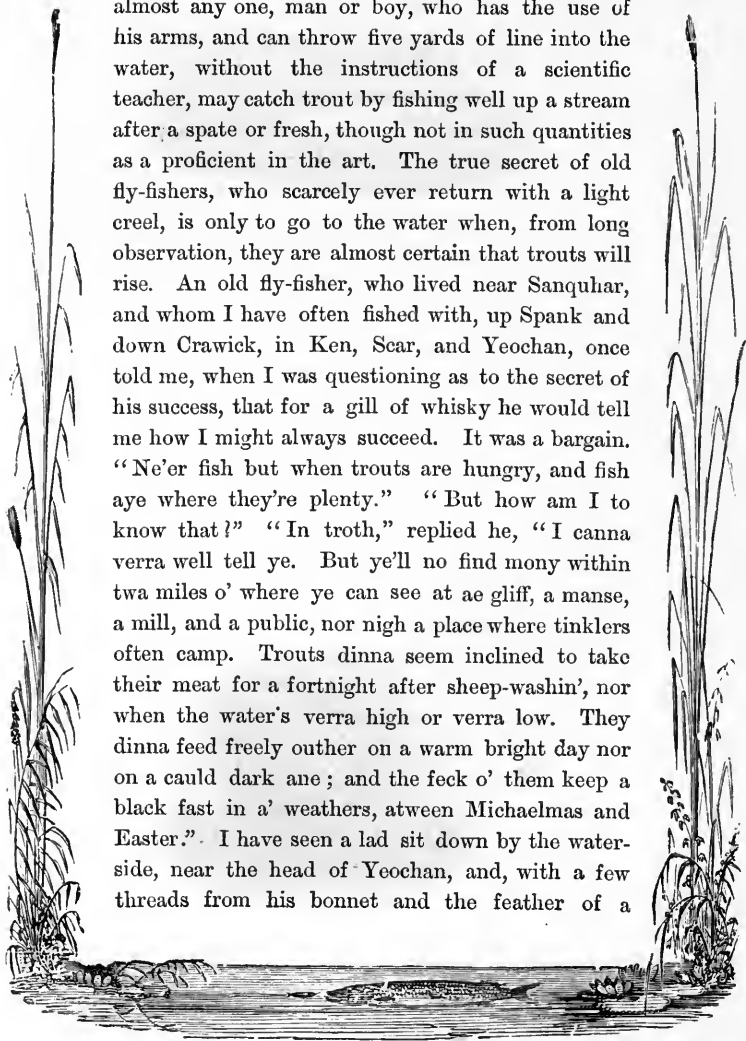 almost any one, man or boy, who has the use of
his arms, and can throw five yards of line into the
water, without the instructions of a scientific
teacher, may catch trout by fishing well up a stream
after a spate or fresh, though not in such quantities
as a proficient in the art. The true secret of old
fly-fishers, who scarcely ever return with a light
creel, is only to go to the water when, from long
observation, they are almost certain that trouts will
rise. An old fly-fisher, who lived near Sanquhar,
and whom I have often fished with, up Spank and
down Crawick, in Ken, Scar, and Yeochan, once
told me, when I was questioning as to the secret of
his success, that for a gill of whisky he would tell
me how I might always succeed. It was a bargain.
“Ne'er fish but when trouts are hungry, and fish
aye where they're plenty.” “But how am I to
know that?” “In troth,” replied he, “I canna
verra well tell ye. But ye'll no find mony within
twa miles o' where ye can see at ae gliff, a manse,
a mill, and a public, nor nigh a place where tinklers
often camp. Trouts dinna seem inclined to take
their meat for a fortnight after sheep-washin', nor
when the water's verra high or verra low. They
dinna feed freely outher on a warm bright day nor
on a cauld dark ane; and the feck o' them keep a
black fast in a' weathers, atween Michaelmas and
Easter.” I have seen a lad sit down by the water-
side, near the head of Yeochan, and, with a few
threads from his bonnet and the feather of a